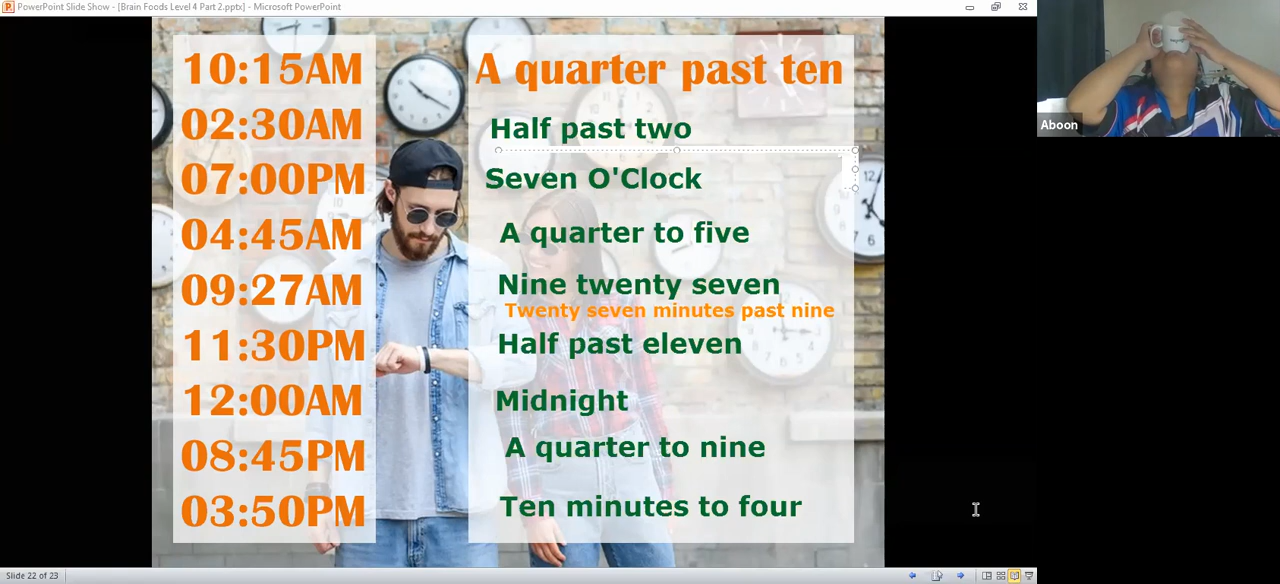 PowerPoint Slide Show - [Brain Foods Level 4 Part 2.pptx] - Microsoft PowerPoint
10:15AM A quarter past ten
02:30AM Half past two
07:00PM Seven O'Clock
04:45AM A quarter to five
09:27AM Nine twenty seven
Twenty seven minutes past nine
11:30PM Half past eleven
12:00AM Midnight
08:45PM A quarter to nine
03:50PM Ten minutes to four
Aboon
Slide 22 of 23